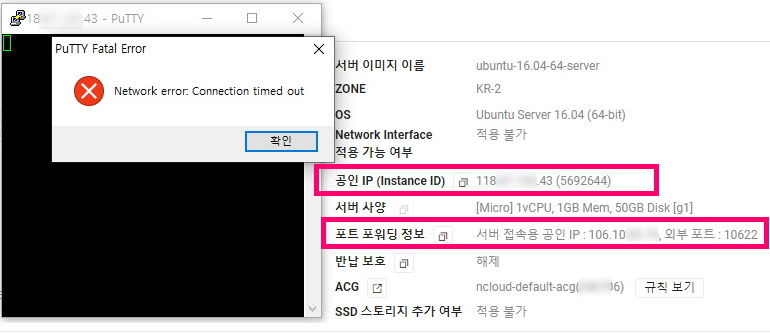 18 .43 - PuTTY
PuTTY Fatal Error
Network error: Connection timed out
확인
서버 이미지 이름 ubuntu-16.04-64-server
ZONE KR-2
OS Ubuntu Server 16.04 (64-bit)
Network Interface 적용 불가
적용 가능 여부
공인 IP (Instance ID) 118 .43 (5692644)
서버 사양 [Micro] 1vCPU, 1GB Mem, 50GB Disk [g1]
포트 포워딩 정보 서버 접속용 공인 IP : 106.10 , 외부 포트 : 10622
반납 보호 해제
ACG ncloud-default-acg( 06) 규칙 보기
SSD 스토리지 추가 여부 적용 불가